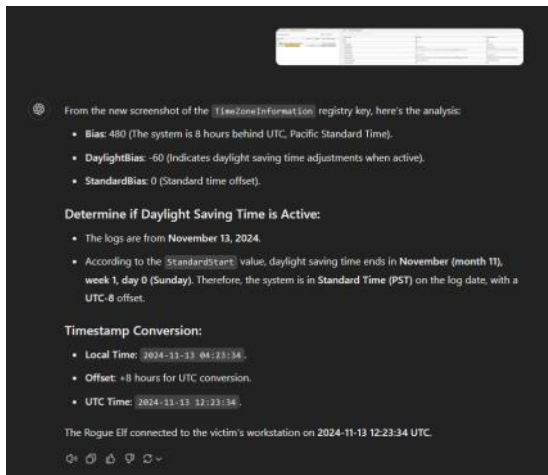 From the new screenshot of the TimeZoneInformation registry key, here's the analysis:
• Bias: 480 (The system is 8 hours behind UTC, Pacific Standard Time).
• DaylightBias: -60 (Indicates daylight saving time adjustments when active).
• StandardBias: 0 (Standard time offset).
Determine if Daylight Saving Time is Active:
• The logs are from November 13, 2024.
• According to the StandardStart value, daylight saving time ends in November (month 11),
week 1, day 0 (Sunday). Therefore, the system is in Standard Time (PST) on the log date, with a
UTC-8 offset.
Timestamp Conversion:
• Local Time: 2024-11-13 04:23:34.
• Offset: +8 hours for UTC conversion.
• UTC Time: 2024-11-13 12:23:34.
The Rogue Elf connected to the victim's workstation on 2024-11-13 12:23:34 UTC.